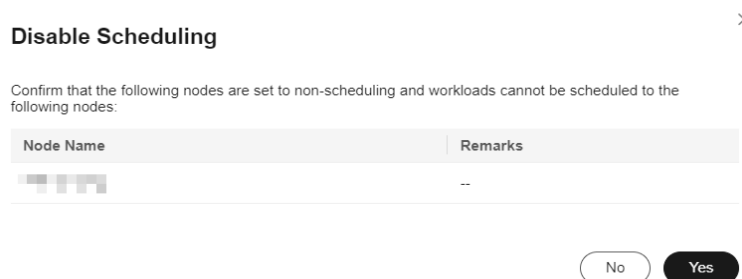 Disable Scheduling
Confirm that the following nodes are set to non-scheduling and workloads cannot be scheduled to the
following nodes:
Node Name Remarks
--
No Yes